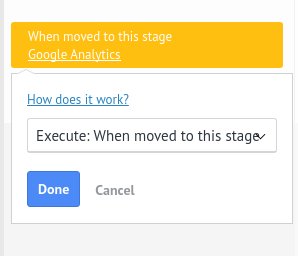 When moved to this stage
Google Analytics
How does it work?
Execute: When moved to this stage
Done
Cancel